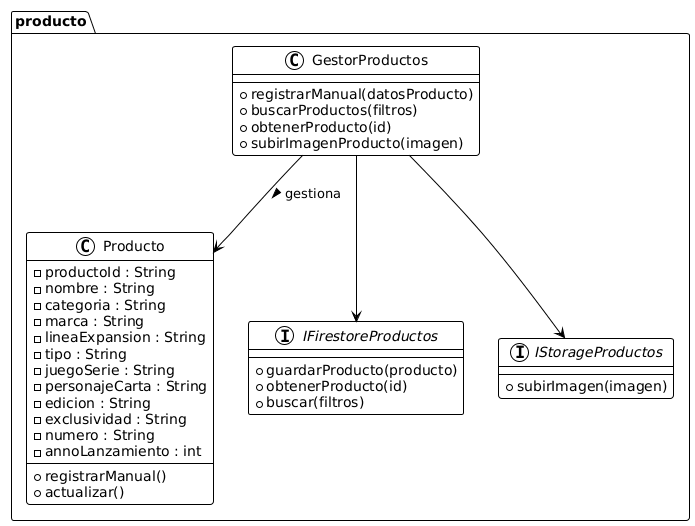 producto
C GestorProductos
registrarManual(datosProducto)
buscarProductos(filtros)
obtenerProducto(id)
subirImagenProducto(imagen)
gestiona
C Producto
productoId : String
nombre : String
categoria : String
marca : String
lineaExpansion : String
tipo : String
juegoSerie : String
personajeCarta : String
edicion : String
exclusividad : String
numero : String
annoLanzamiento : int
registrarManual()
actualizar()
I IFirestoreProductos
guardarProducto(producto)
obtenerProducto(id)
buscar(filtros)
I IStorageProductos
subirImagen(imagen)